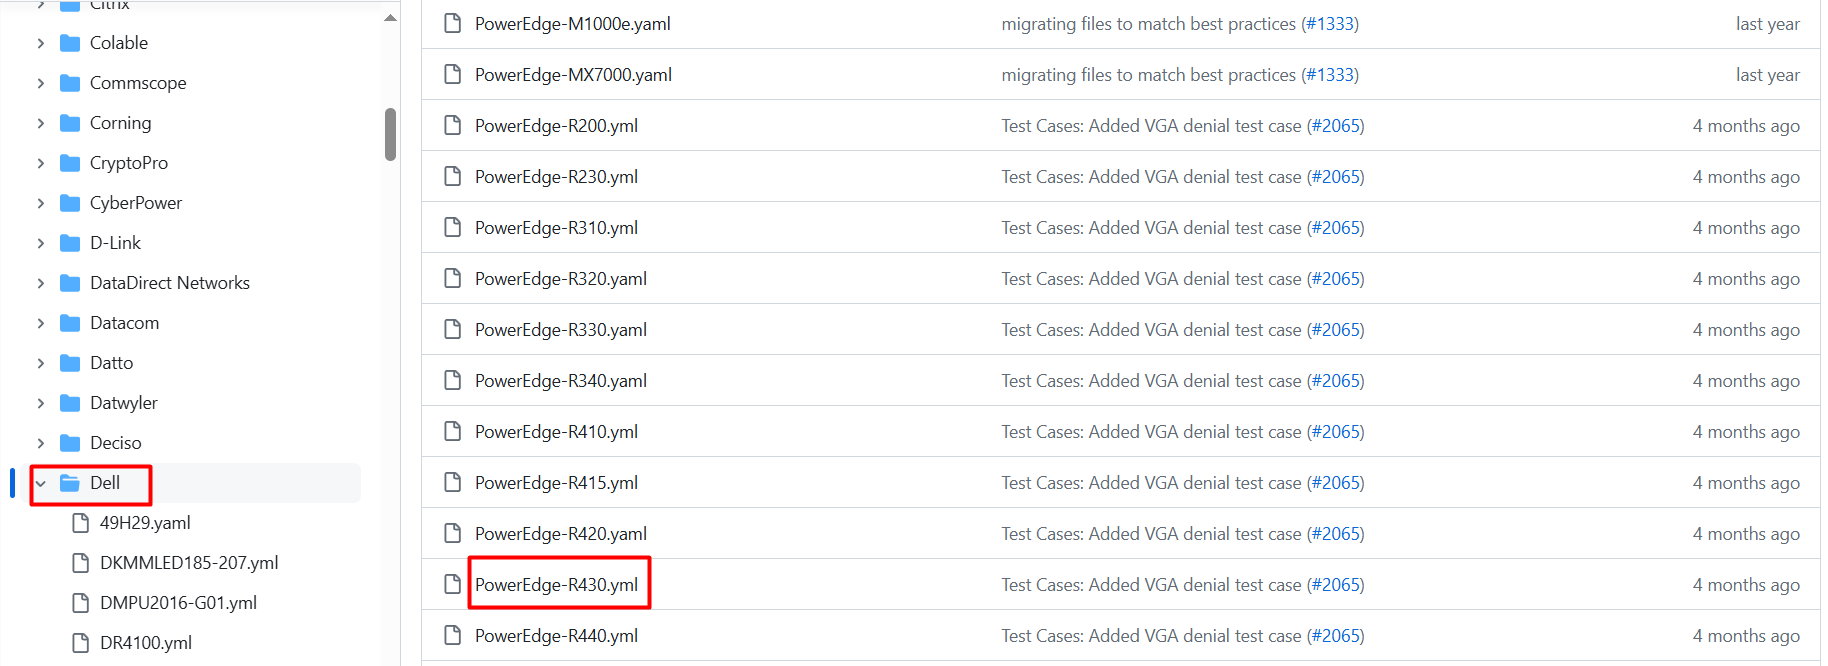 Citrix
Colable
Commscope
Corning
CryptoPro
CyberPower
D-Link
DataDirect Networks
Datacom
Datto
Datwyler
Deciso
Dell
49H29.yaml
DKMMLED185-207.yml
DMPU2016-G01.yml
DR4100.yml
PowerEdge-M1000e.yaml migrating files to match best practices (#1333) last year
PowerEdge-MX7000.yaml migrating files to match best practices (#1333) last year
PowerEdge-R200.yml Test Cases: Added VGA denial test case (#2065) 4 months ago
PowerEdge-R230.yml Test Cases: Added VGA denial test case (#2065) 4 months ago
PowerEdge-R310.yml Test Cases: Added VGA denial test case (#2065) 4 months ago
PowerEdge-R320.yaml Test Cases: Added VGA denial test case (#2065) 4 months ago
PowerEdge-R330.yaml Test Cases: Added VGA denial test case (#2065) 4 months ago
PowerEdge-R340.yaml Test Cases: Added VGA denial test case (#2065) 4 months ago
PowerEdge-R410.yml Test Cases: Added VGA denial test case (#2065) 4 months ago
PowerEdge-R415.yml Test Cases: Added VGA denial test case (#2065) 4 months ago
PowerEdge-R420.yaml Test Cases: Added VGA denial test case (#2065) 4 months ago
PowerEdge-R430.yml Test Cases: Added VGA denial test case (#2065) 4 months ago
PowerEdge-R440.yml Test Cases: Added VGA denial test case (#2065) 4 months ago